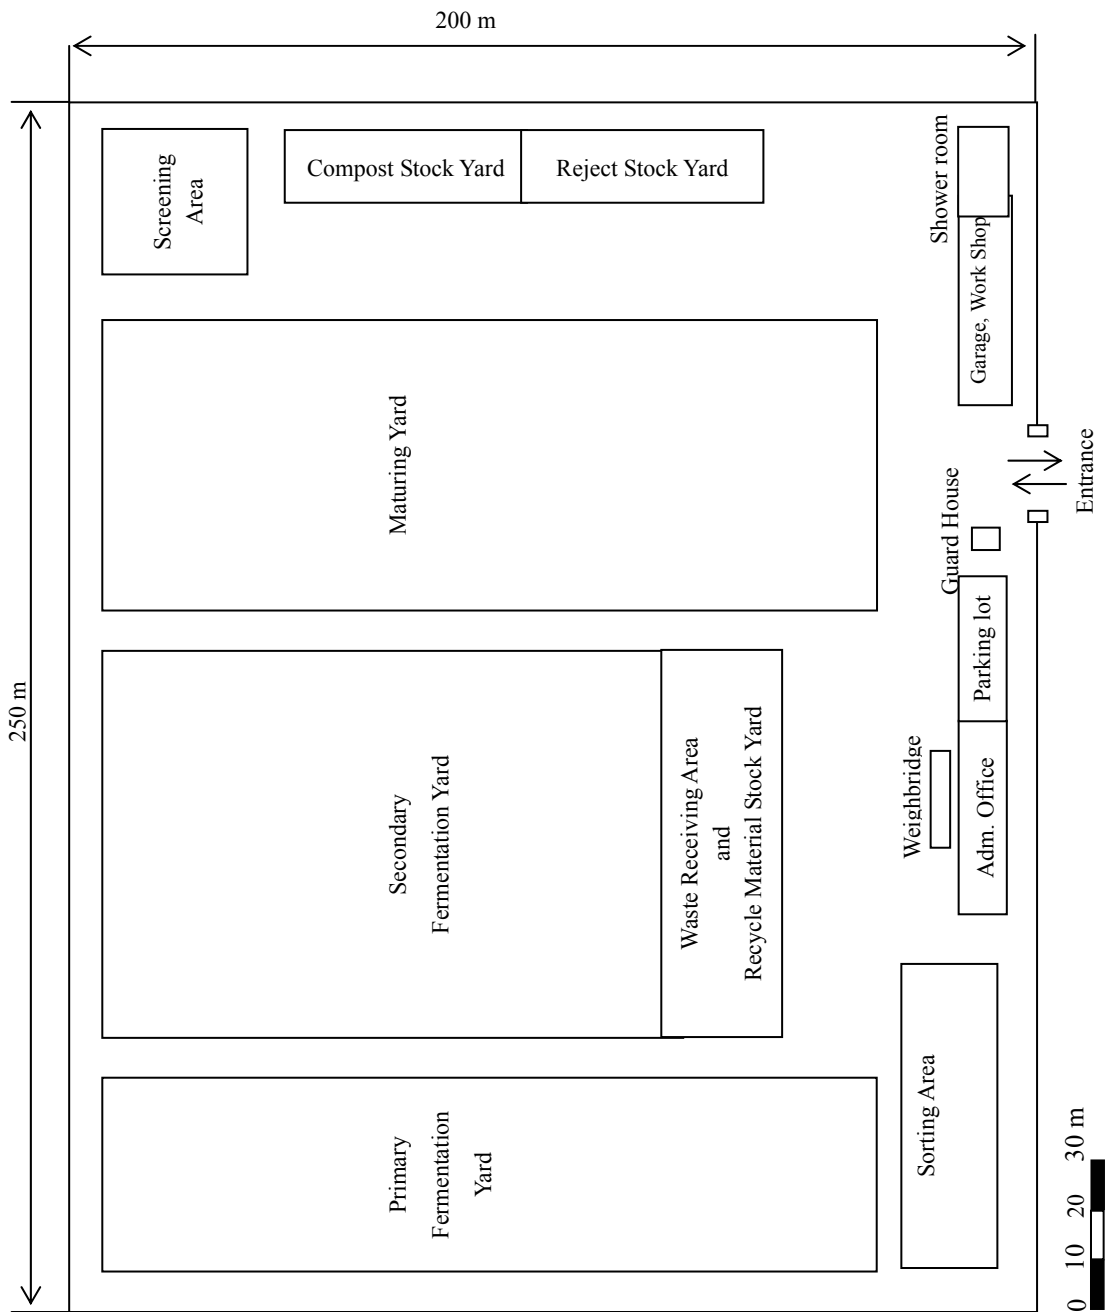 200 m
250 m
Screening
Area
Compost Stock Yard
Reject Stock Yard
Shower room
Garage, Work Shop
Maturing Yard
Entrance
Guard House
Parking lot
Secondary
Fermentation Yard
Waste Receiving Area
and
Recycle Material Stock Yard
Weighbridge
Adm. Office
Primary
Fermentation
Yard
Sorting Area
0 10 20 30 m